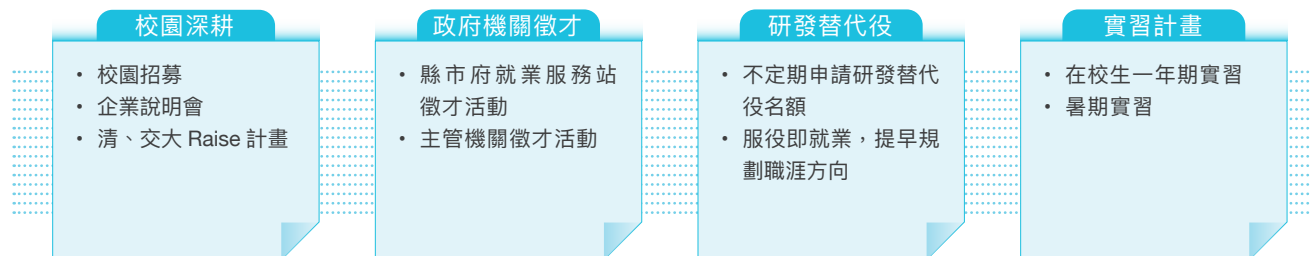 校園深耕
• 校園招募
• 企業說明會
• 清、交大 Raise 計畫
政府機關徵才
• 縣市府就業服務站
徵才活動
• 主管機關徵才活動
研發替代役
• 不定期申請研發替代
役名額
• 服役即就業，提早規
劃職涯方向
實習計畫
• 在校生一年期實習
• 暑期實習